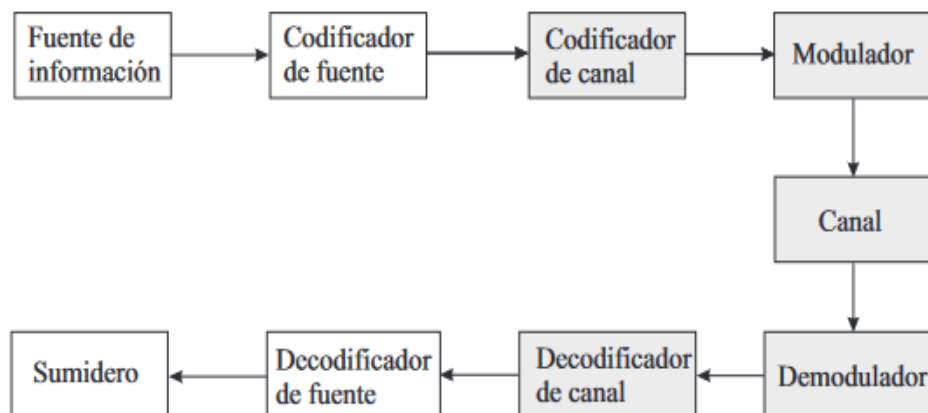 Fuente de
información
Codificador
de fuente
Codificador
de canal
Modulador
Canal
Sumidero
Decodificador
de fuente
Decodificador
de canal
Demodulador